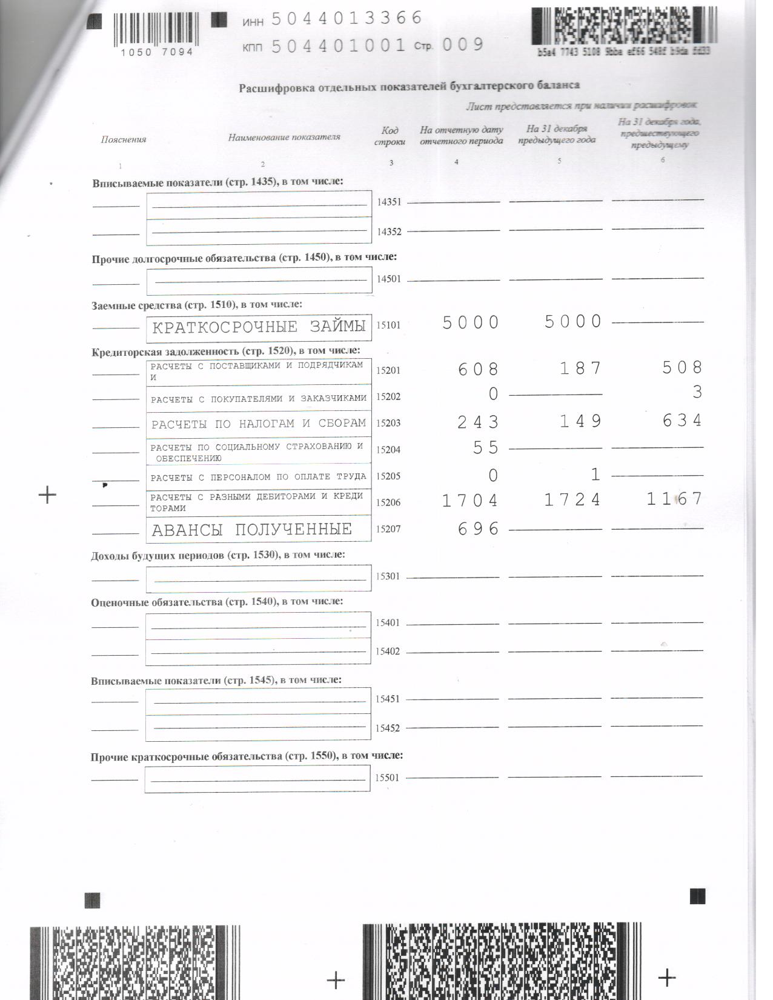 ИНН 5044013366
1050 7094
КПП 504401001 Стр. 009
b5a4 7743 5108 9bba ef66 548f b9da fd33
Расшифровка отдельных показателей бухгалтерского баланса
Лист представляется при наличии расшифровок
Пояснения Наименование показателя Код строки На отчетную дату отчетного периода На 31 декабря предыдущего года На 31 декабря года, предшествующего предыдущему
1 2 3 4 5 6
Вписываемые показатели (стр. 1435), в том числе:
14351
14352
Прочие долгосрочные обязательства (стр. 1450), в том числе:
14501
Заемные средства (стр. 1510), в том числе:
КРАТКОСРОЧНЫЕ ЗАЙМЫ 15101 5000 5000
Кредиторская задолженность (стр. 1520), в том числе:
РАСЧЕТЫ С ПОСТАВЩИКАМИ И ПОДРЯДЧИКАМ
И 15201 608 187 508
РАСЧЕТЫ С ПОКУПАТЕЛЯМИ И ЗАКАЗЧИКАМИ 15202 0 3
РАСЧЕТЫ ПО НАЛОГАМ И СБОРАМ 15203 243 149 634
РАСЧЕТЫ ПО СОЦИАЛЬНОМУ СТРАХОВАНИЮ И
ОБЕСПЕЧЕНИЮ 15204 55
РАСЧЕТЫ С ПЕРСОНАЛОМ ПО ОПЛАТЕ ТРУДА 15205 0 1
РАСЧЕТЫ С РАЗНЫМИ ДЕБИТОРАМИ И КРЕДИ
ТОРАМИ 15206 1704 1724 1167
АВАНСЫ ПОЛУЧЕННЫЕ 15207 696
Доходы будущих периодов (стр. 1530), в том числе:
15301
Оценочные обязательства (стр. 1540), в том числе:
15401
15402
Вписываемые показатели (стр. 1545), в том числе:
15451
15452
Прочие краткосрочные обязательства (стр. 1550), в том числе:
15501